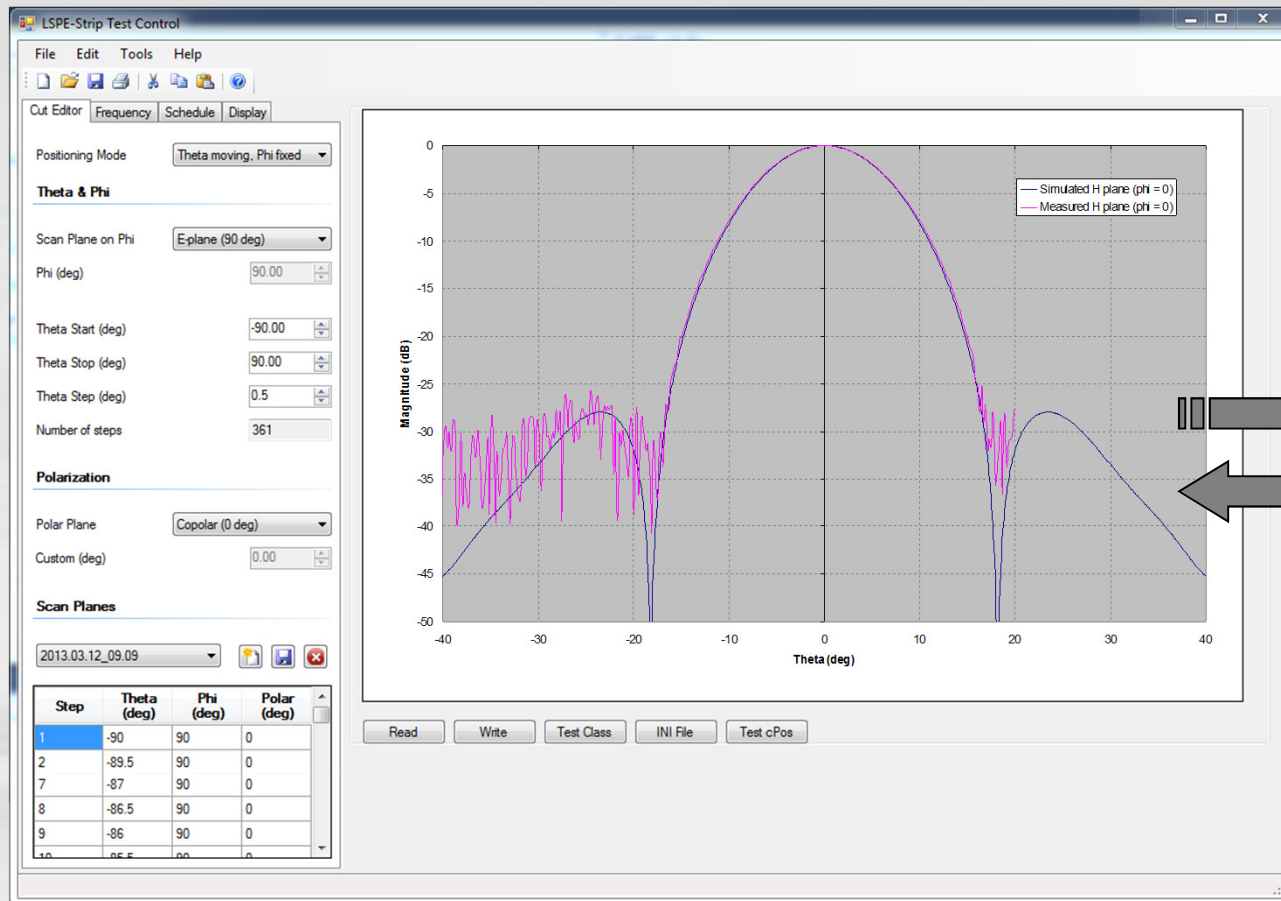 LSPE-Strip Test Control
File Edit Tools Help
Cut Editor Frequency Schedule Display
Positioning Mode Theta moving, Phi fixed
Theta & Phi
Scan Plane on Phi E-plane (90 deg)
Phi (deg) 90.00
Theta Start (deg) -90.00
Theta Stop (deg) 90.00
Theta Step (deg) 0.5
Number of steps 361
Polarization
Polar Plane Copolar (0 deg)
Custom (deg) 0.00
Scan Planes
2013.03.12_09.09
Step Theta (deg) Phi (deg) Polar (deg)
1 -90 90 0
2 -89.5 90 0
7 -87 90 0
8 -86.5 90 0
9 -86 90 0
10 -85.5 90 0
0
-5
-10
-15
-20
-25
-30
-35
-40
-45
-50
Magnitude (dB)
Simulated H plane (phi = 0)
Measured H plane (phi = 0)
-40 -30 -20 -10 0 10 20 30 40
Theta (deg)
Read Write Test Class INI File Test cPos